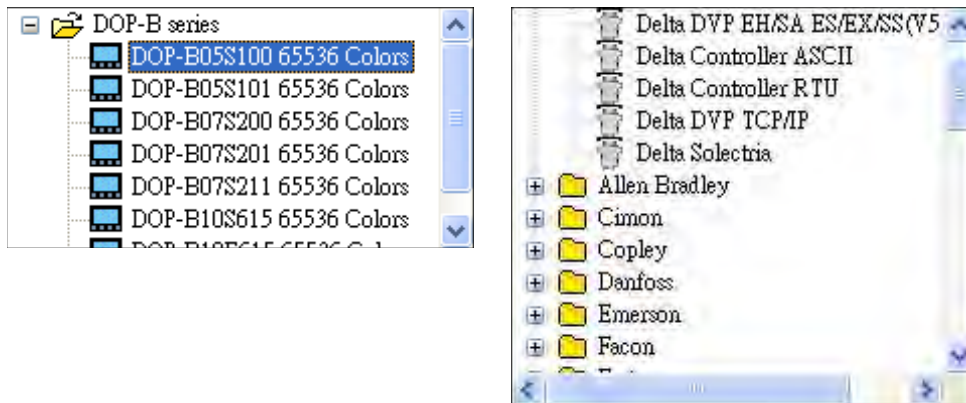 DOP-B series
DOP-B05S100 65536 Colors
DOP-B05S101 65536 Colors
DOP-B07S200 65536 Colors
DOP-B07S201 65536 Colors
DOP-B07S211 65536 Colors
DOP-B10S615 65536 Colors
Delta DVP EH/SA ES/EX/SS(V5
Delta Controller ASCII
Delta Controller RTU
Delta DVP TCP/IP
Delta Solectria
Allen Bradley
Cimon
Copley
Danfoss
Emerson
Facon